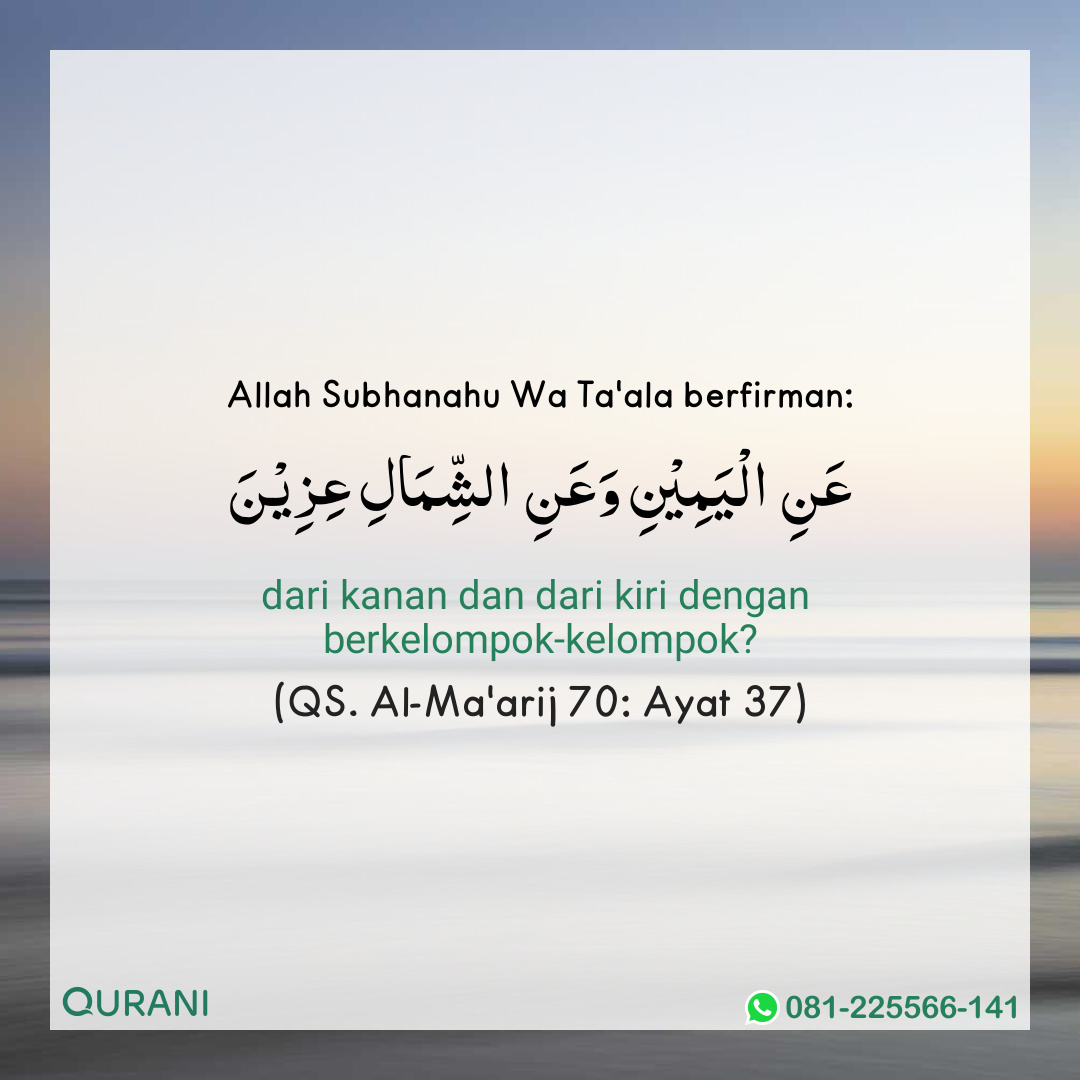 Allah Subhanahu Wa Ta'ala berfirman:
عَنِ الْيَمِيْنِ وَعَنِ الشِّمَالِ عِزِيْنَ
dari kanan dan dari kiri dengan
berkelompok-kelompok?
(QS. Al-Ma'arij 70: Ayat 37)
QURANI
081-225566-141